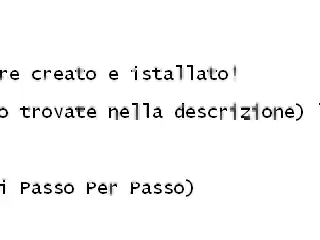 re creato e istallato!
o trovate nella descrizione)
i Passo Per Passo)